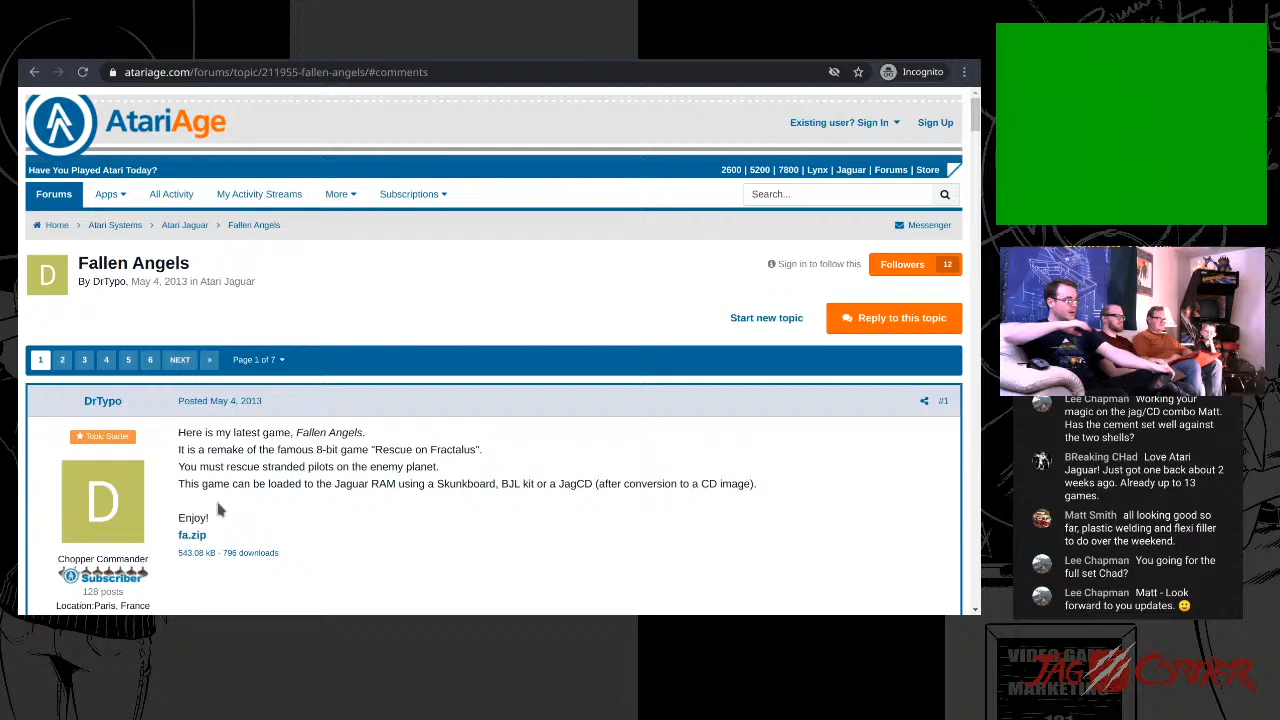 atariage.com/forums/topic/211955-fallen-angels/#comments
Incognito
AtariAge
Existing user? Sign In
Sign Up
Have You Played Atari Today?
2600 | 5200 | 7800 | Lynx | Jaguar | Forums | Store
Forums
Apps
All Activity
My Activity Streams
More
Subscriptions
Search...
Home
Atari Systems
Atari Jaguar
Fallen Angels
Messenger
D
Fallen Angels
By DrTypo, May 4, 2013 in Atari Jaguar
Sign in to follow this
Followers
12
Start new topic
Reply to this topic
1
2
3
4
5
6
NEXT
»
Page 1 of 7
DrTypo
Posted May 4, 2013
#1
Topic Starter
D
Chopper Commander
Subscriber
128 posts
Location:Paris, France
Here is my latest game, Fallen Angels.
It is a remake of the famous 8-bit game "Rescue on Fractalus".
You must rescue stranded pilots on the enemy planet.
This game can be loaded to the Jaguar RAM using a Skunkboard, BJL kit or a JagCD (after conversion to a CD image).
Enjoy!
fa.zip
543.08 kB · 796 downloads
Lee Chapman Working your
magic on the jag/CD combo Matt.
Has the cement set well against
the two shells?
BReaking CHad Love Atari
Jaguar! Just got one back about 2
weeks ago. Already up to 13
games.
Matt Smith all looking good so
far, plastic welding and flexi filler
to do over the weekend.
Lee Chapman You going for the
full set Chad?
Lee Chapman Matt - Look
forward to you updates. 🙂
VIDEO GAME
MARKETING
101
JAG CORNER